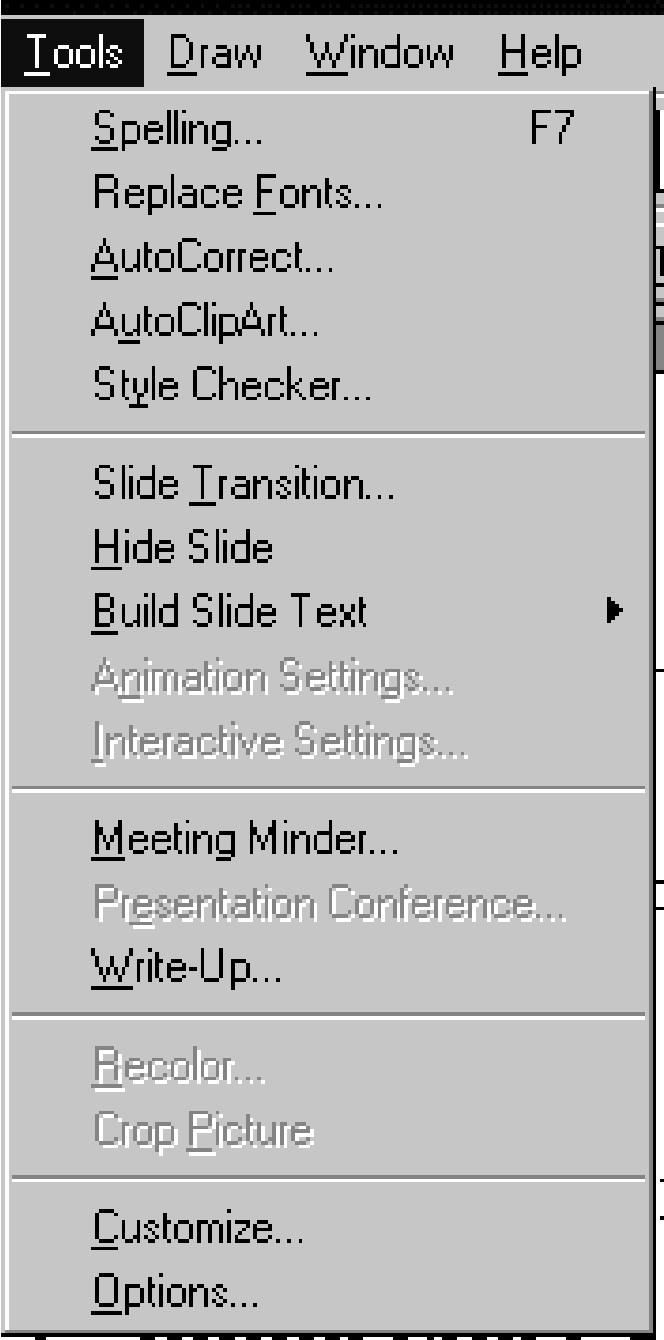 Tools Draw Window Help
Spelling... F7
Replace Fonts...
AutoCorrect...
AutoClipArt...
Style Checker...
Slide Transition...
Hide Slide
Build Slide Text
Animation Settings...
Interactive Settings...
Meeting Minder...
Presentation Conference...
Write-Up...
Recolor...
Crop Picture
Customize...
Options...